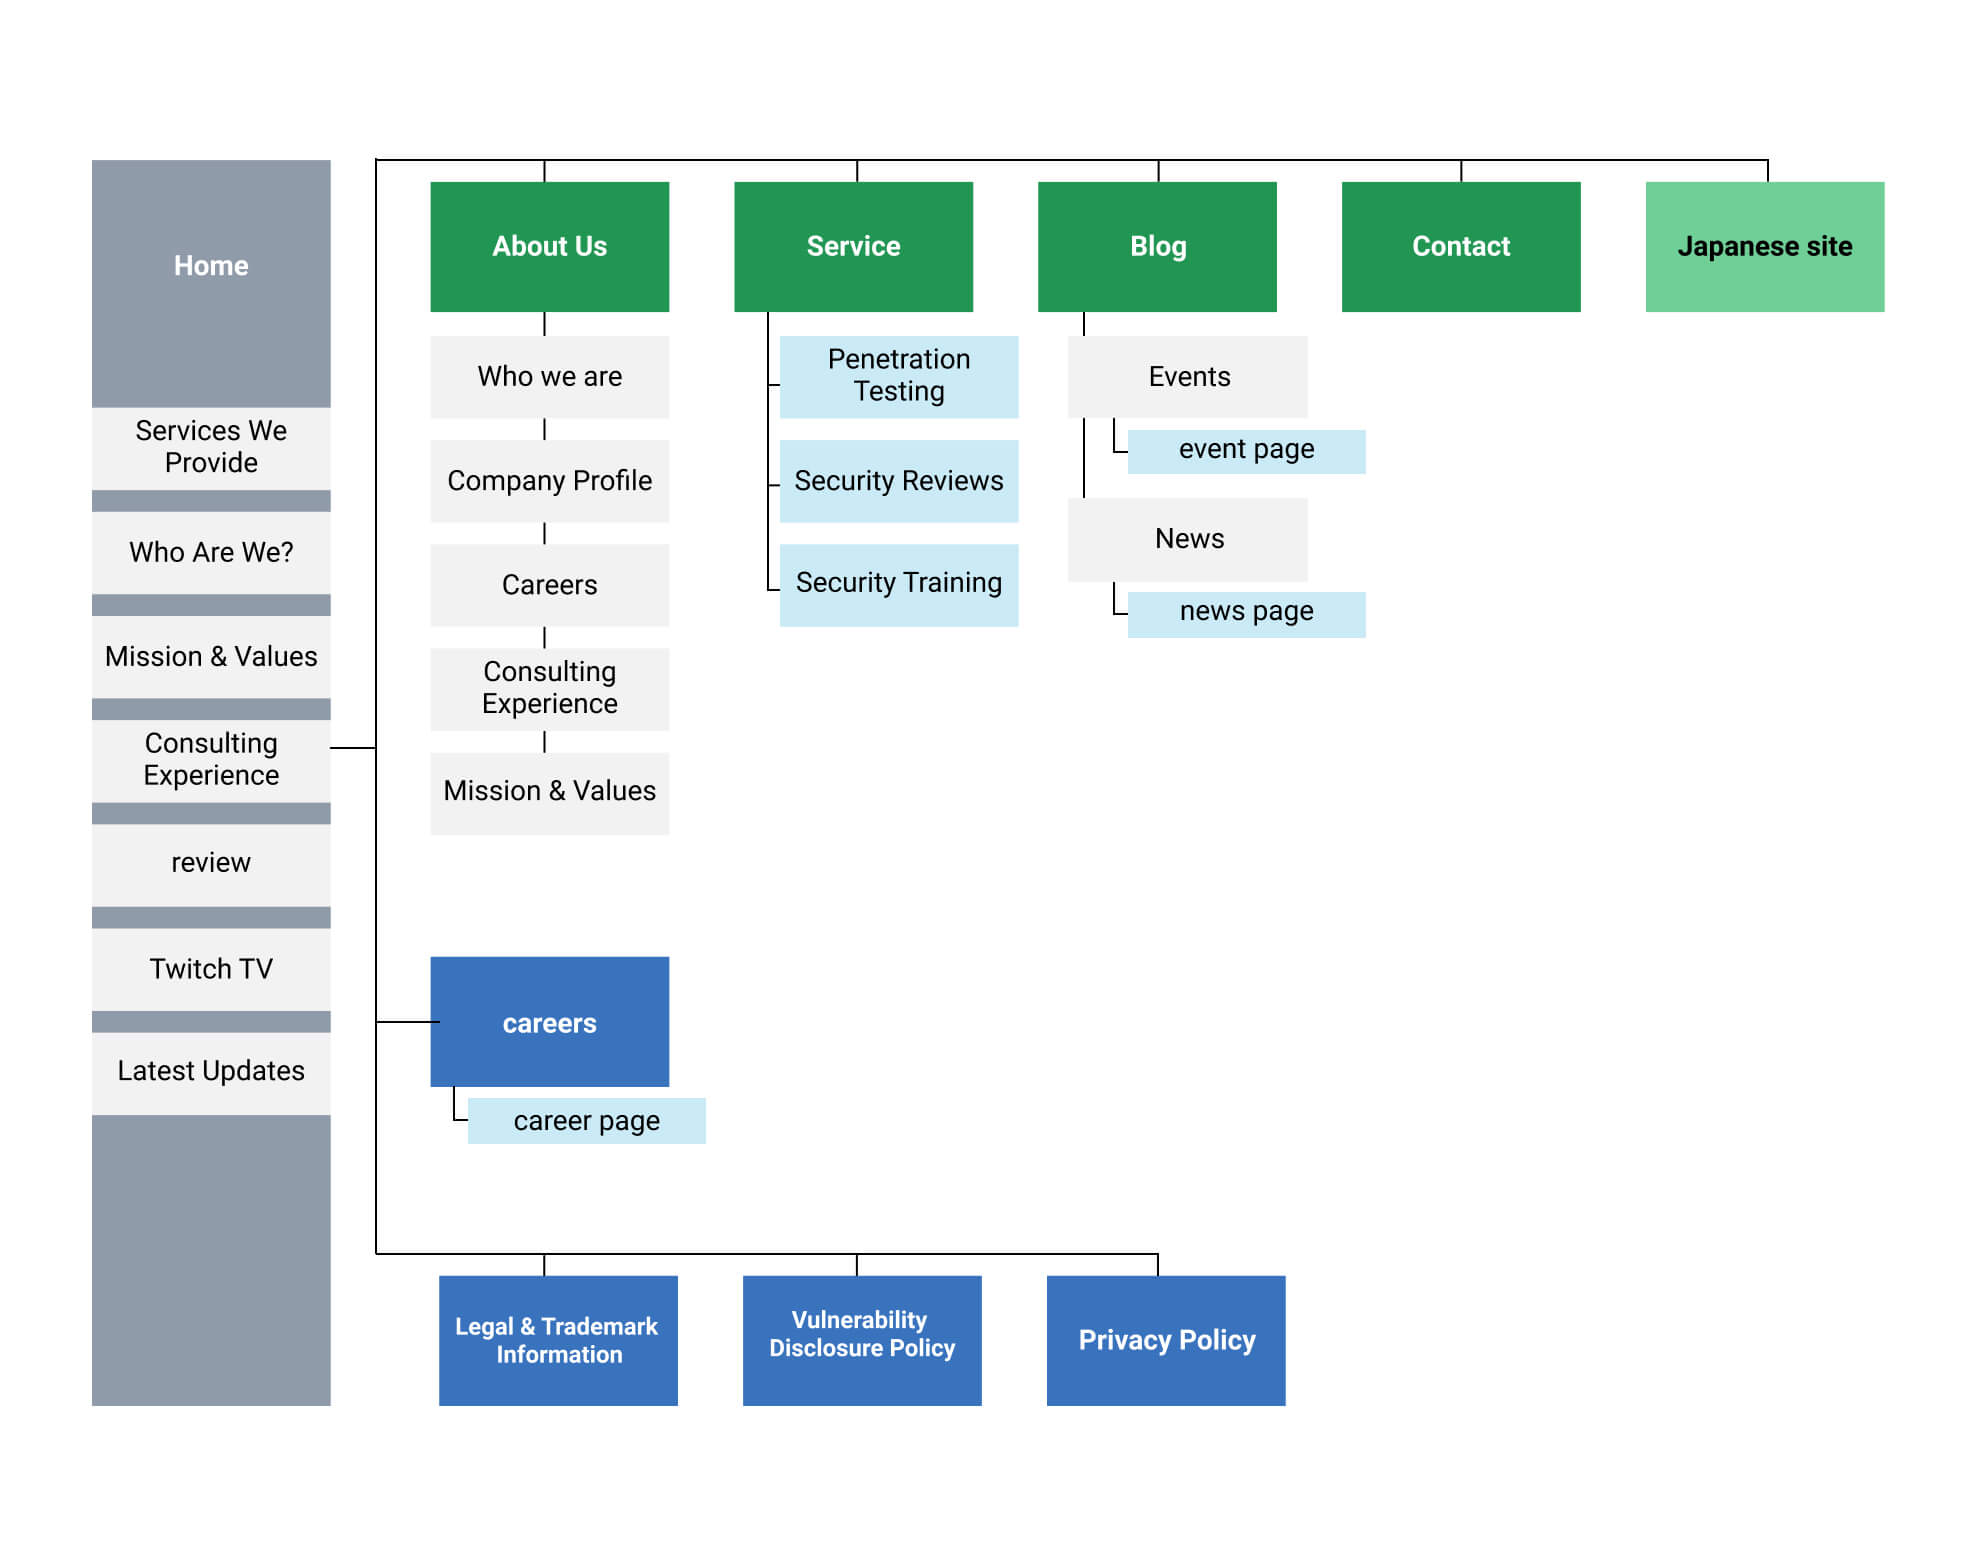 Home
Services We
Provide
Who Are We?
Mission & Values
Consulting
Experience
review
Twitch TV
Latest Updates
About Us
Who we are
Company Profile
Careers
Consulting
Experience
Mission & Values
Service
Penetration
Testing
Security Reviews
Security Training
Blog
Events
event page
News
news page
Contact
Japanese site
careers
career page
Legal & Trademark
Information
Vulnerability
Disclosure Policy
Privacy Policy